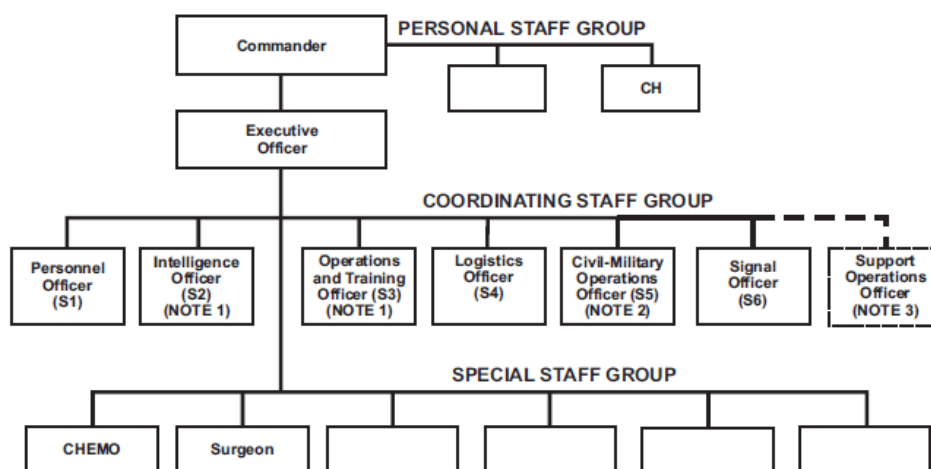 PERSONAL STAFF GROUP
Commander
CH
Executive
Officer
COORDINATING STAFF GROUP
Personnel
Officer
(S1)
Intelligence
Officer
(S2)
(NOTE 1)
Operations
and Training
Officer (S3)
(NOTE 1)
Logistics
Officer
(S4)
Civil-Military
Operations
Officer (S5)
(NOTE 2)
Signal
Officer
(S6)
Support
Operations
Officer
(NOTE 3)
SPECIAL STAFF GROUP
CHEMO
Surgeon